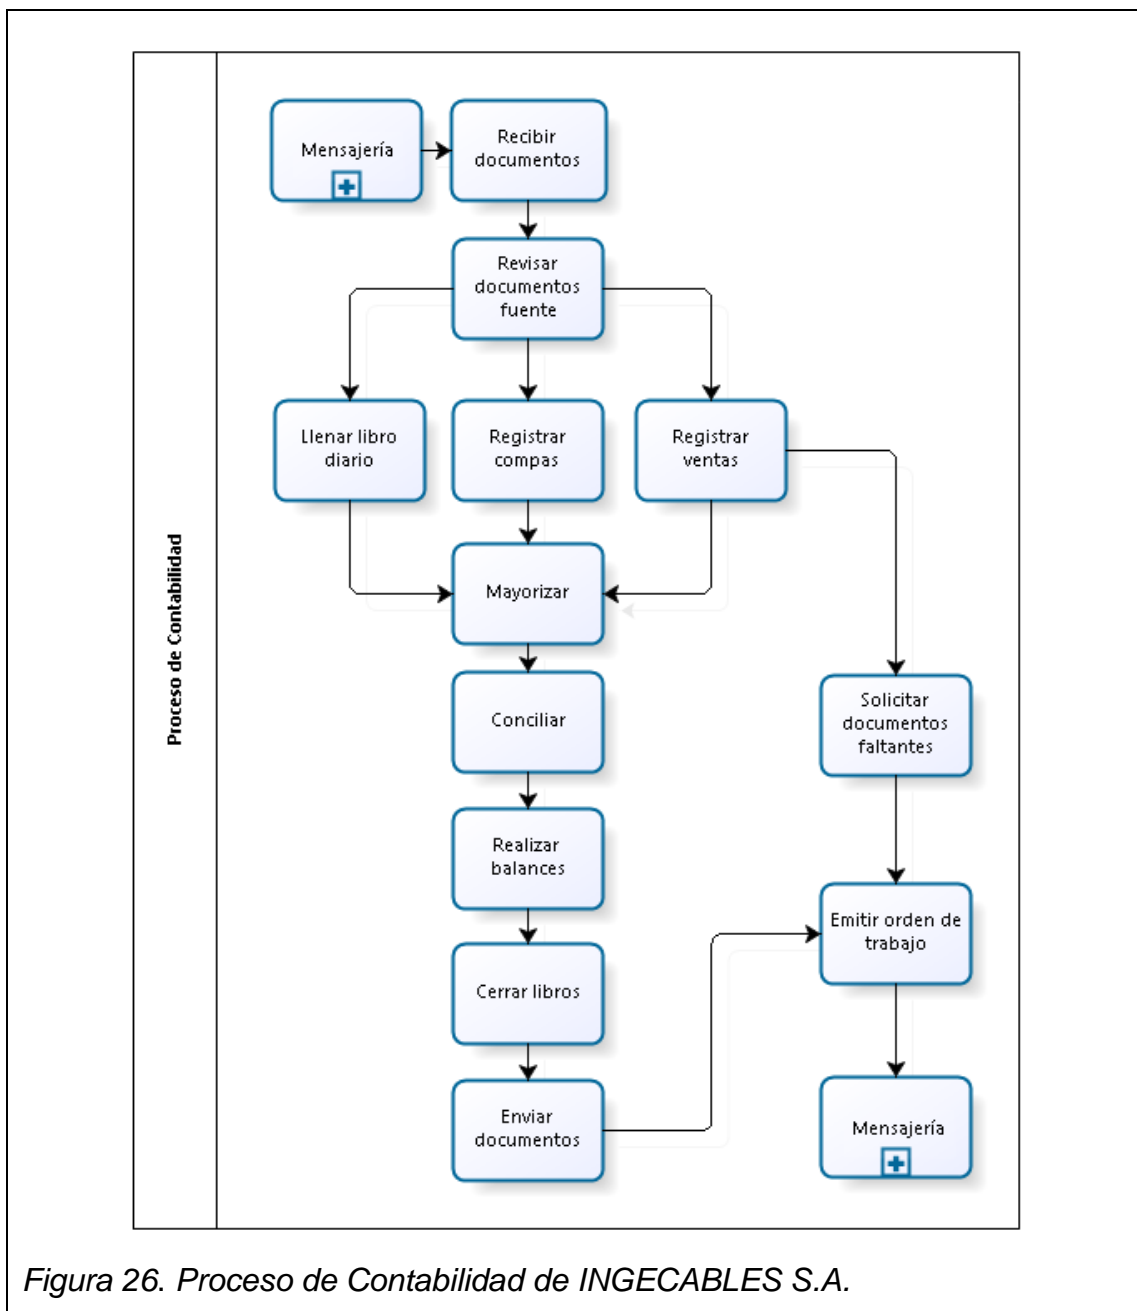 Proceso de Contabilidad
Mensajería
Recibir
documentos
Revisar
documentos
fuente
Llenar libro
diario
Registrar
compas
Registrar
ventas
Mayorizar
Conciliar
Solicitar
documentos
faltantes
Realizar
balances
Emitir orden de
trabajo
Cerrar libros
Enviar
documentos
Mensajería
Figura 26. Proceso de Contabilidad de INGECABLES S.A.